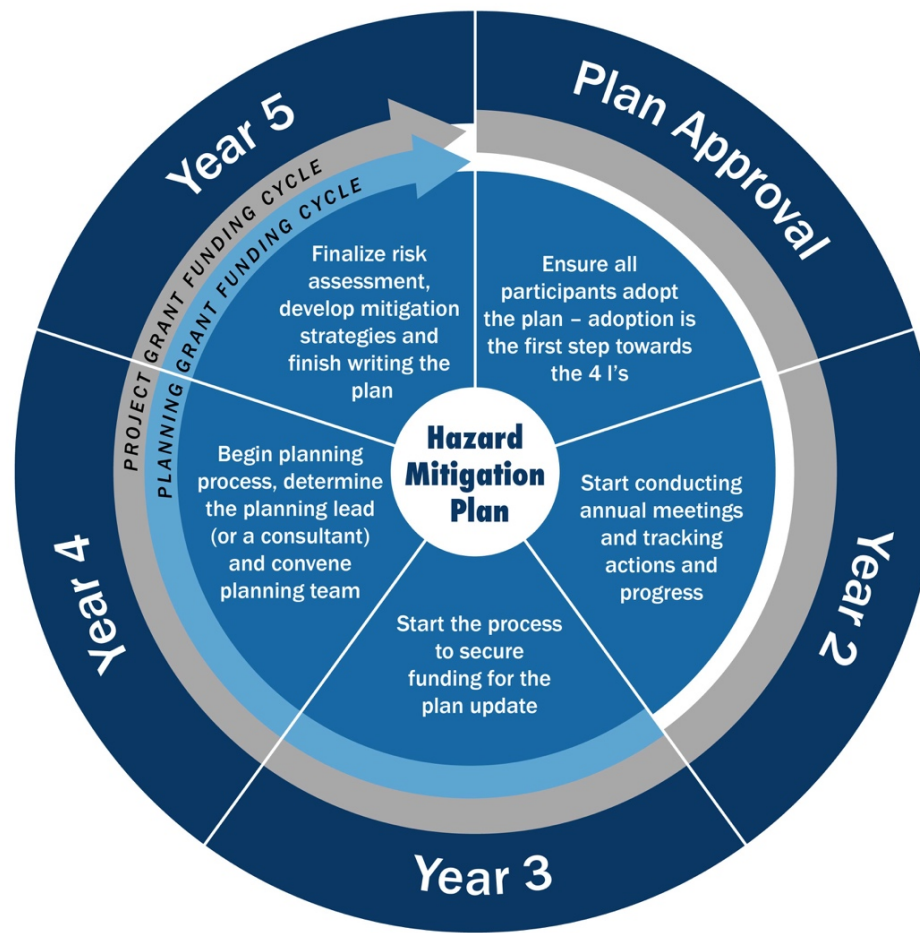 Plan Approval
Ensure all
participants adopt
the plan – adoption is
the first step towards
the 4 I's
Year 2
Start conducting
annual meetings
and tracking
actions and
progress
Year 3
Start the process
to secure
funding for the
plan update
Year 4
Begin planning
process, determine
the planning lead
(or a consultant)
and convene
planning team
Year 5
Finalize risk
assessment,
develop mitigation
strategies and
finish writing the
plan
PROJECT GRANT FUNDING CYCLE
PLANNING GRANT FUNDING CYCLE
Hazard
Mitigation
Plan